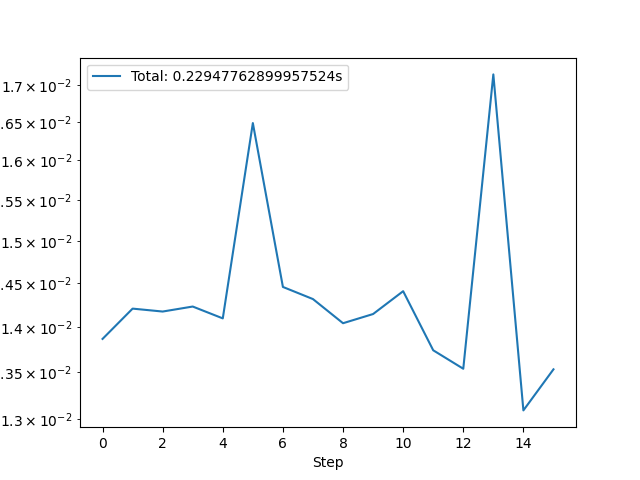 Total: 0.22947762899957524s
1.7 × 10⁻²
.65 × 10⁻²
1.6 × 10⁻²
.55 × 10⁻²
1.5 × 10⁻²
.45 × 10⁻²
1.4 × 10⁻²
.35 × 10⁻²
1.3 × 10⁻²
0 2 4 6 8 10 12 14
Step